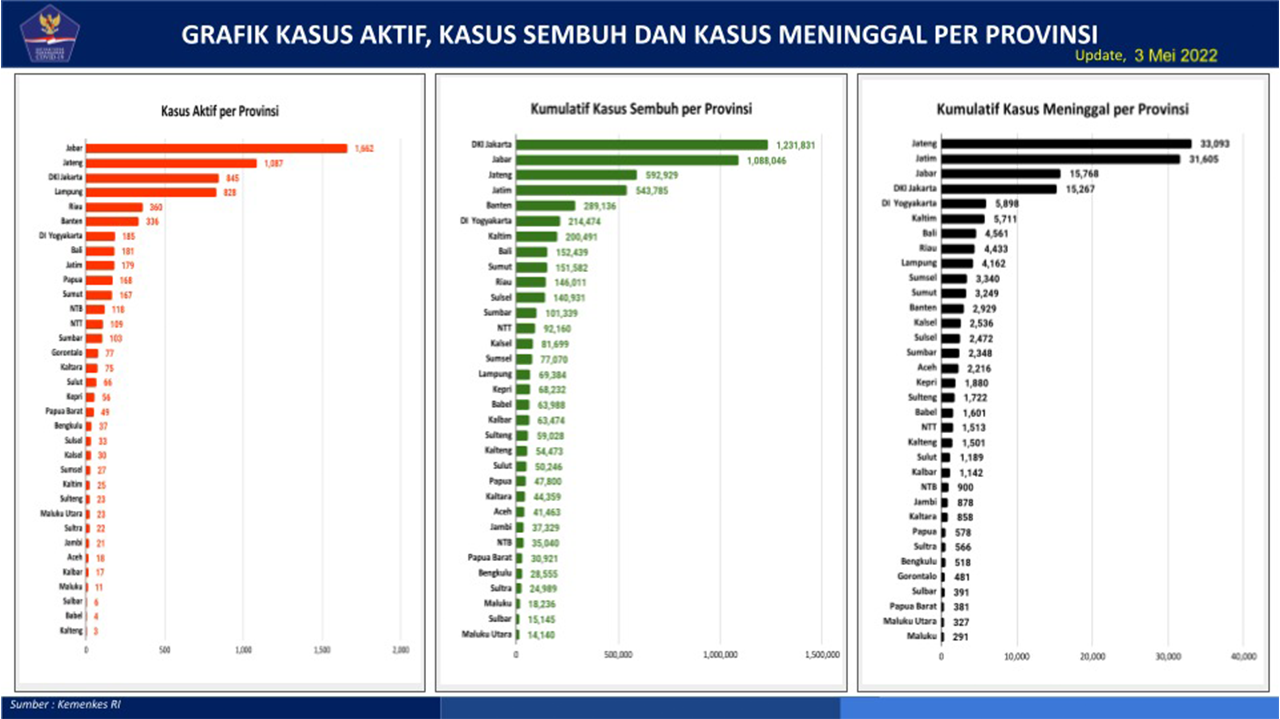 GRAFIK KASUS AKTIF, KASUS SEMBUH DAN KASUS MENINGGAL PER PROVINSI
Update, 3 Mei 2022
Kasus Aktif per Provinsi
Jabar 1,662
Jateng 1,087
DKI Jakarta 845
Lampung 828
Riau 360
Banten 336
DI Yogyakarta 185
Bali 181
Jatim 179
Papua 168
Sumut 167
NTB 118
NTT 109
Sumbar 103
Gorontalo 77
Kaltara 75
Sulut 66
Kepri 56
Papua Barat 49
Bengkulu 37
Sulsel 33
Kalsel 30
Sumsel 27
Kaltim 25
Sulteng 23
Maluku Utara 23
Sultra 22
Jambi 21
Aceh 18
Kalbar 17
Maluku 11
Sulbar 6
Babel 4
Kalteng 3
0 500 1,000 1,500 2,000
Kumulatif Kasus Sembuh per Provinsi
DKI Jakarta 1,231,831
Jabar 1,088,046
Jateng 592,929
Jatim 543,785
Banten 289,136
DI Yogyakarta 214,474
Kaltim 200,491
Bali 152,439
Sumut 151,582
Riau 146,011
Sulsel 140,931
Sumbar 101,339
NTT 92,160
Kalsel 81,699
Sumsel 77,070
Lampung 69,384
Kepri 68,232
Babel 63,988
Kalbar 63,474
Sulteng 59,028
Kalteng 54,473
Sulut 50,246
Papua 47,800
Kaltara 44,359
Aceh 41,463
Jambi 37,329
NTB 35,040
Papua Barat 30,921
Bengkulu 28,555
Sultra 24,989
Maluku 18,236
Sulbar 15,145
Maluku Utara 14,140
0 500,000 1,000,000 1,500,000
Kumulatif Kasus Meninggal per Provinsi
Jateng 33,093
Jatim 31,605
Jabar 15,768
DKI Jakarta 15,267
DI Yogyakarta 5,898
Kaltim 5,711
Bali 4,561
Riau 4,433
Lampung 4,162
Sumsel 3,340
Sumut 3,249
Banten 2,929
Kalsel 2,536
Sulsel 2,472
Sumbar 2,348
Aceh 2,216
Kepri 1,880
Sulteng 1,722
Babel 1,601
NTT 1,513
Kalteng 1,501
Sulut 1,189
Kalbar 1,142
NTB 900
Jambi 878
Kaltara 858
Papua 578
Sultra 566
Bengkulu 518
Gorontalo 481
Sulbar 391
Papua Barat 381
Maluku Utara 327
Maluku 291
0 10,000 20,000 30,000 40,000
Sumber : Kemenkes RI